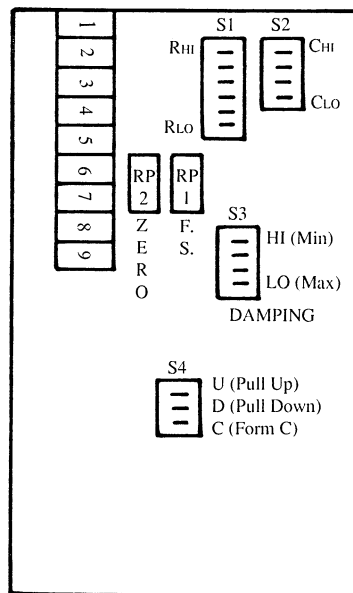 1
2
3
4
5
6
7
8
9
S1
S2
RHI
RLO
CHI
CLO
RP
2
ZERO
RP
1
F.
S.
S3
HI (Min)
LO (Max)
DAMPING
S4
U (Pull Up)
D (Pull Down)
C (Form C)